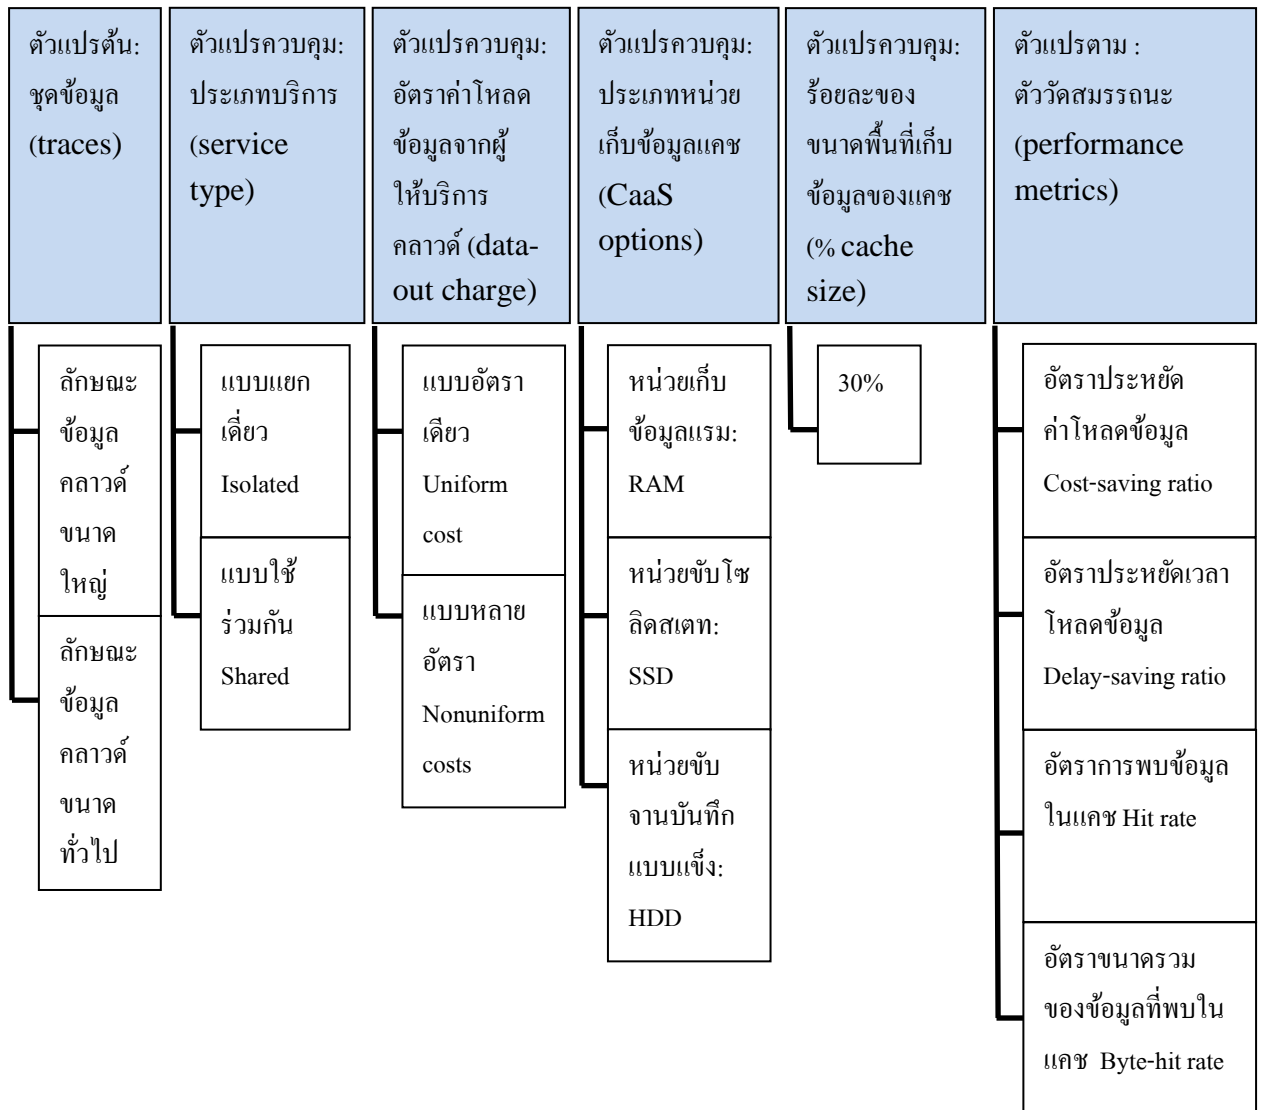 ตัวแปรต้น:
ชุดข้อมูล
(traces)
ลักษณะ
ข้อมูล
คลาวด์
ขนาด
ใหญ่
ลักษณะ
ข้อมูล
คลาวด์
ขนาด
ทั่วไป
ตัวแปรควบคุม:
ประเภทบริการ
(service
type)
แบบแยก
เดี่ยว
Isolated
แบบใช้
ร่วมกัน
Shared
ตัวแปรควบคุม:
อัตราค่าโหลด
ข้อมูลจากผู้
ให้บริการ
คลาวด์ (data-
out charge)
แบบอัตรา
เดียว
Uniform
cost
แบบหลาย
อัตรา
Nonuniform
costs
ตัวแปรควบคุม:
ประเภทหน่วย
เก็บข้อมูลแคช
(CaaS
options)
หน่วยเก็บ
ข้อมูลแรม:
RAM
หน่วยขับโซ
ลิดสเตท:
SSD
หน่วยขับ
จานบันทึก
แบบแข็ง:
HDD
ตัวแปรควบคุม:
ร้อยละของ
ขนาดพื้นที่เก็บ
ข้อมูลของแคช
(% cache
size)
30%
ตัวแปรตาม :
ตัววัดสมรรถนะ
(performance
metrics)
อัตราประหยัด
ค่าโหลดข้อมูล
Cost-saving ratio
อัตราประหยัดเวลา
โหลดข้อมูล
Delay-saving ratio
อัตราการพบข้อมูล
ในแคช Hit rate
อัตราขนาดรวม
ของข้อมูลที่พบใน
แคช Byte-hit rate